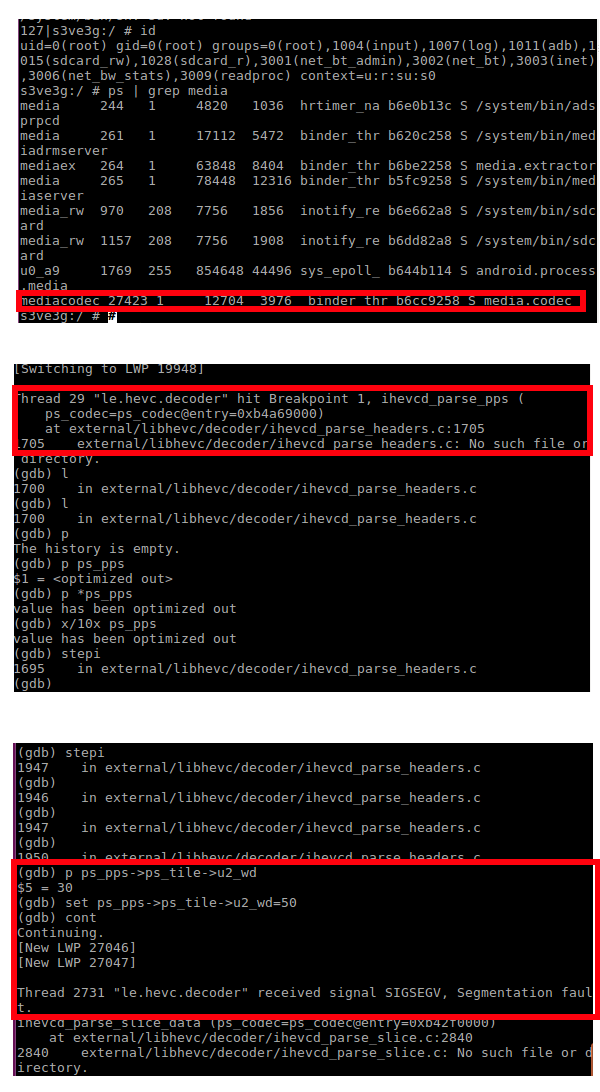 127|s3ve3g:/ # id
uid=0(root) gid=0(root) groups=0(root),1004(input),1007(log),1011(adb),1
015(sdcard_rw),1028(sdcard_r),3001(net_bt_admin),3002(net_bt),3003(inet)
,3006(net_bw_stats),3009(readproc) context=u:r:su:s0
s3ve3g:/ # ps | grep media
media     244   1     4820   1036  hrtimer_na b6e0b13c S /system/bin/ads
prpcd
media     261   1     17112  5472  binder_thr b620c258 S /system/bin/med
iadrmserver
mediaex   264   1     63848  8404  binder_thr b6be2258 S media.extractor
media     265   1     78448  12316 binder_thr b5fc9258 S /system/bin/med
iaserver
media_rw  970   208   7756   1856  inotify_re b6e662a8 S /system/bin/sdc
ard
media_rw  1157  208   7756   1908  inotify_re b6dd82a8 S /system/bin/sdc
ard
u0_a9     1769  255   854648 44496 sys_epoll_ b644b114 S android.process
.media
mediacodec 27423 1     12704  3976  binder_thr b6cc9258 S media.codec
s3ve3g:/ # #
[Switching to LWP 19948]
Thread 29 "le.hevc.decoder" hit Breakpoint 1, ihevcd_parse_pps (
    ps_codec=ps_codec@entry=0xb4a69000)
    at external/libhevc/decoder/ihevcd_parse_headers.c:1705
1705    external/libhevc/decoder/ihevcd_parse_headers.c: No such file or
 directory.
(gdb) l
1700    in external/libhevc/decoder/ihevcd_parse_headers.c
(gdb) l
1700    in external/libhevc/decoder/ihevcd_parse_headers.c
(gdb) p
The history is empty.
(gdb) p ps_pps
$1 = <optimized out>
(gdb) p *ps_pps
value has been optimized out
(gdb) x/10x ps_pps
value has been optimized out
(gdb) stepi
1695    in external/libhevc/decoder/ihevcd_parse_headers.c
(gdb)
(gdb) stepi
1947    in external/libhevc/decoder/ihevcd_parse_headers.c
(gdb)
1946    in external/libhevc/decoder/ihevcd_parse_headers.c
(gdb)
1947    in external/libhevc/decoder/ihevcd_parse_headers.c
(gdb)
1950    in external/libhevc/decoder/ihevcd_parse_headers.c
(gdb) p ps_pps->ps_tile->u2_wd
$5 = 30
(gdb) set ps_pps->ps_tile->u2_wd=50
(gdb) cont
Continuing.
[New LWP 27046]
[New LWP 27047]
Thread 2731 "le.hevc.decoder" received signal SIGSEGV, Segmentation faul
t.
ihevcd_parse_slice_data (ps_codec=ps_codec@entry=0xb42f0000)
    at external/libhevc/decoder/ihevcd_parse_slice.c:2840
2840    external/libhevc/decoder/ihevcd_parse_slice.c: No such file or d
irectory.